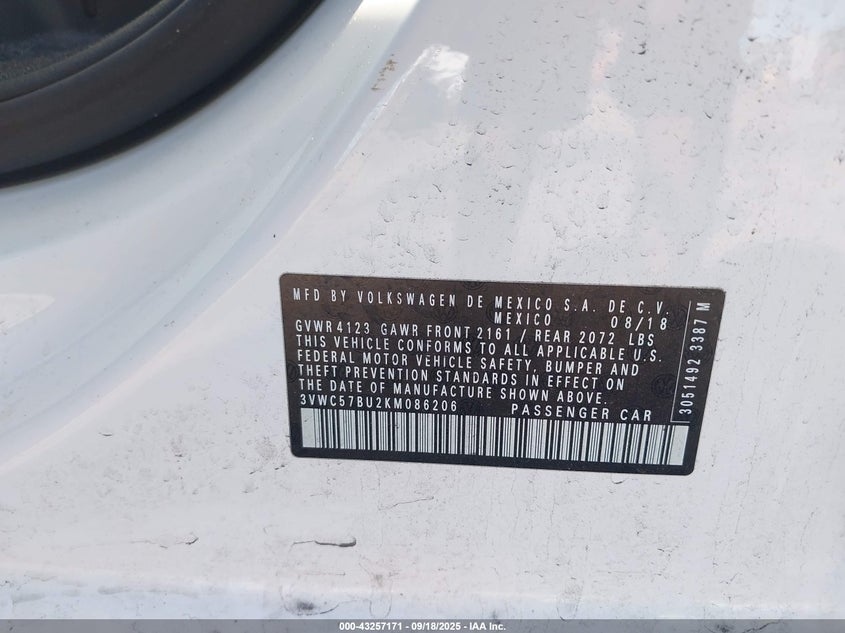 MFD BY VOLKSWAGEN DE MEXICO S.A. DE C.V.
MEXICO 08/18
GVWR 4123 GAWR FRONT 2161 / REAR 2072 LBS
THIS VEHICLE CONFORMS TO ALL APPLICABLE U.S.
FEDERAL MOTOR VEHICLE SAFETY, BUMPER AND
THEFT PREVENTION STANDARDS IN EFFECT ON
THE DATE OF MANUFACTURE SHOWN ABOVE.
3VWC57BU2KM086206 PASSENGER CAR
3051492 3387 M
000-43257171 - 09/18/2025 - IAA Inc.